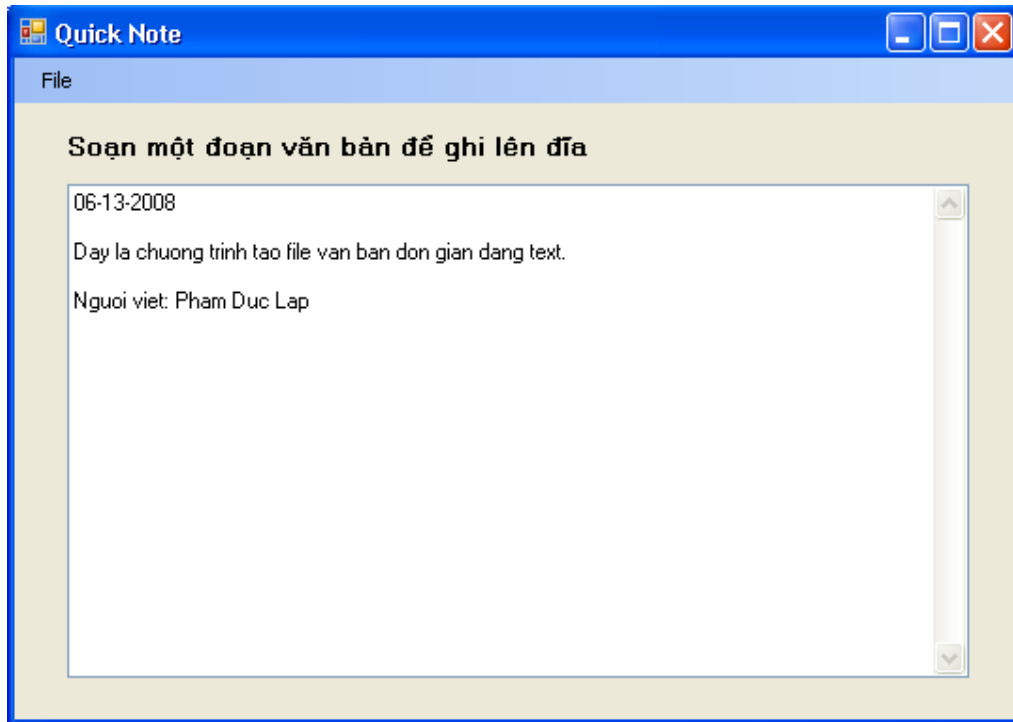 Quick Note
File
Soạn một đoạn văn bản để ghi lên đĩa
06-13-2008
Day la chuong trinh tao file van ban don gian dang text.
Nguoi viet: Pham Duc Lap